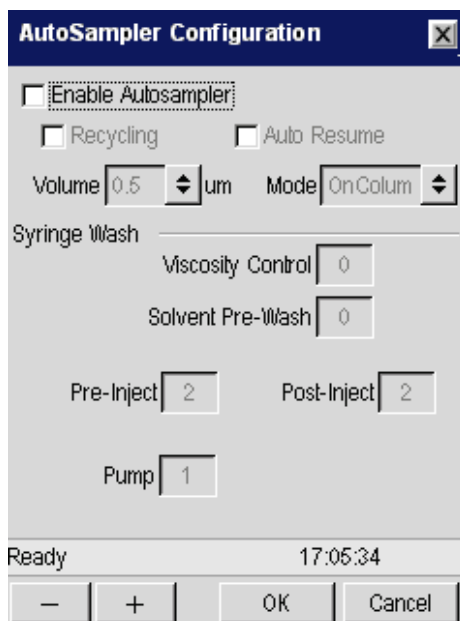 AutoSampler Configuration
Enable Autosampler
Recycling Auto Resume
Volume 0.5 um Mode OnColum
Syringe Wash
Viscosity Control 0
Solvent Pre-Wash 0
Pre-Inject 2 Post-Inject 2
Pump 1
Ready 17:05:34
− + OK Cancel